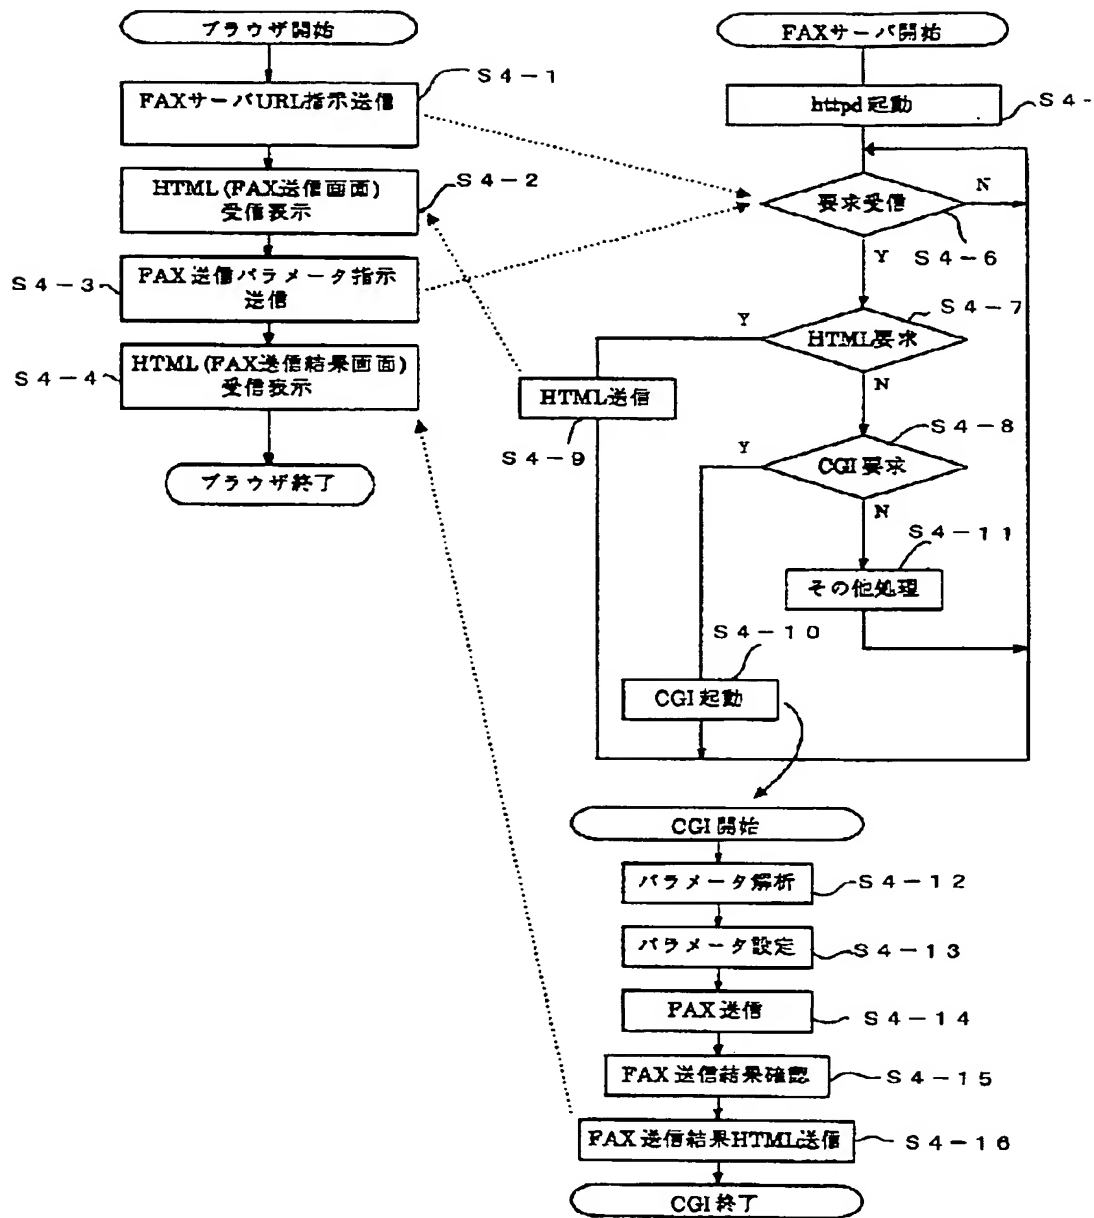 ブラウザ開始
FAXサーバURL指示送信
S4-1
HTML(FAX送信画面)
受信表示
S4-2
FAX送信パラメータ指示
送信
S4-3
HTML(FAX送信結果画面)
受信表示
S4-4
ブラウザ終了
FAXサーバ開始
httpd起動
S4-
要求受信
N
S4-6
Y
HTML要求
S4-7
Y
N
HTML送信
S4-9
CGI要求
S4-8
Y
N
その他処理
S4-11
S4-10
CGI起動
CGI開始
パラメータ解析
S4-12
パラメータ設定
S4-13
FAX送信
S4-14
FAX送信結果確認
S4-15
FAX送信結果HTML送信
S4-16
CGI終了